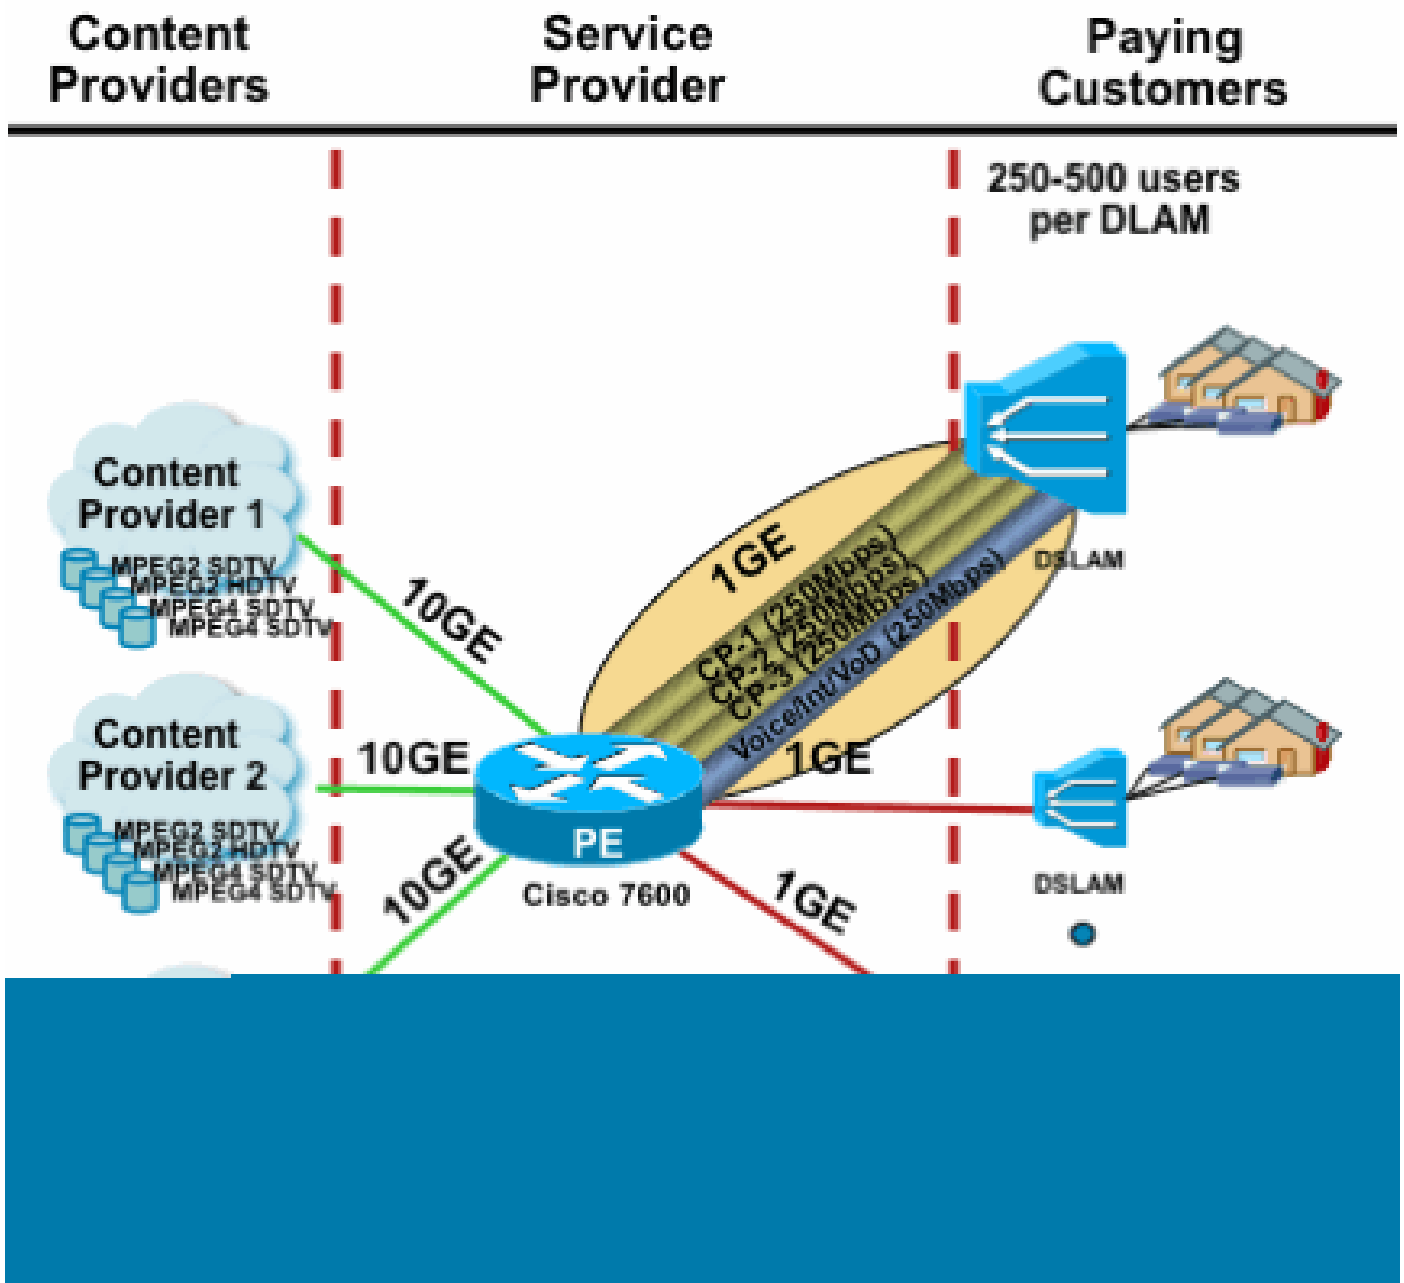 Content
Providers
Service
Provider
Paying
Customers
250-500 users
per DLAM
Content
Provider 1
MPEG2 SDTV
MPEG2 HDTV
MPEG4 SDTV
MPEG4 SDTV
10GE
1GE
CP-1 (250Mbps)
CP-2 (250Mbps)
CP-3 (250Mbps)
Voice/Int/VoD (250Mbps)
DSLAM
Content
Provider 2
MPEG2 SDTV
MPEG2 HDTV
MPEG4 SDTV
MPEG4 SDTV
10GE
1GE
PE
Cisco 7600
10GE
1GE
DSLAM